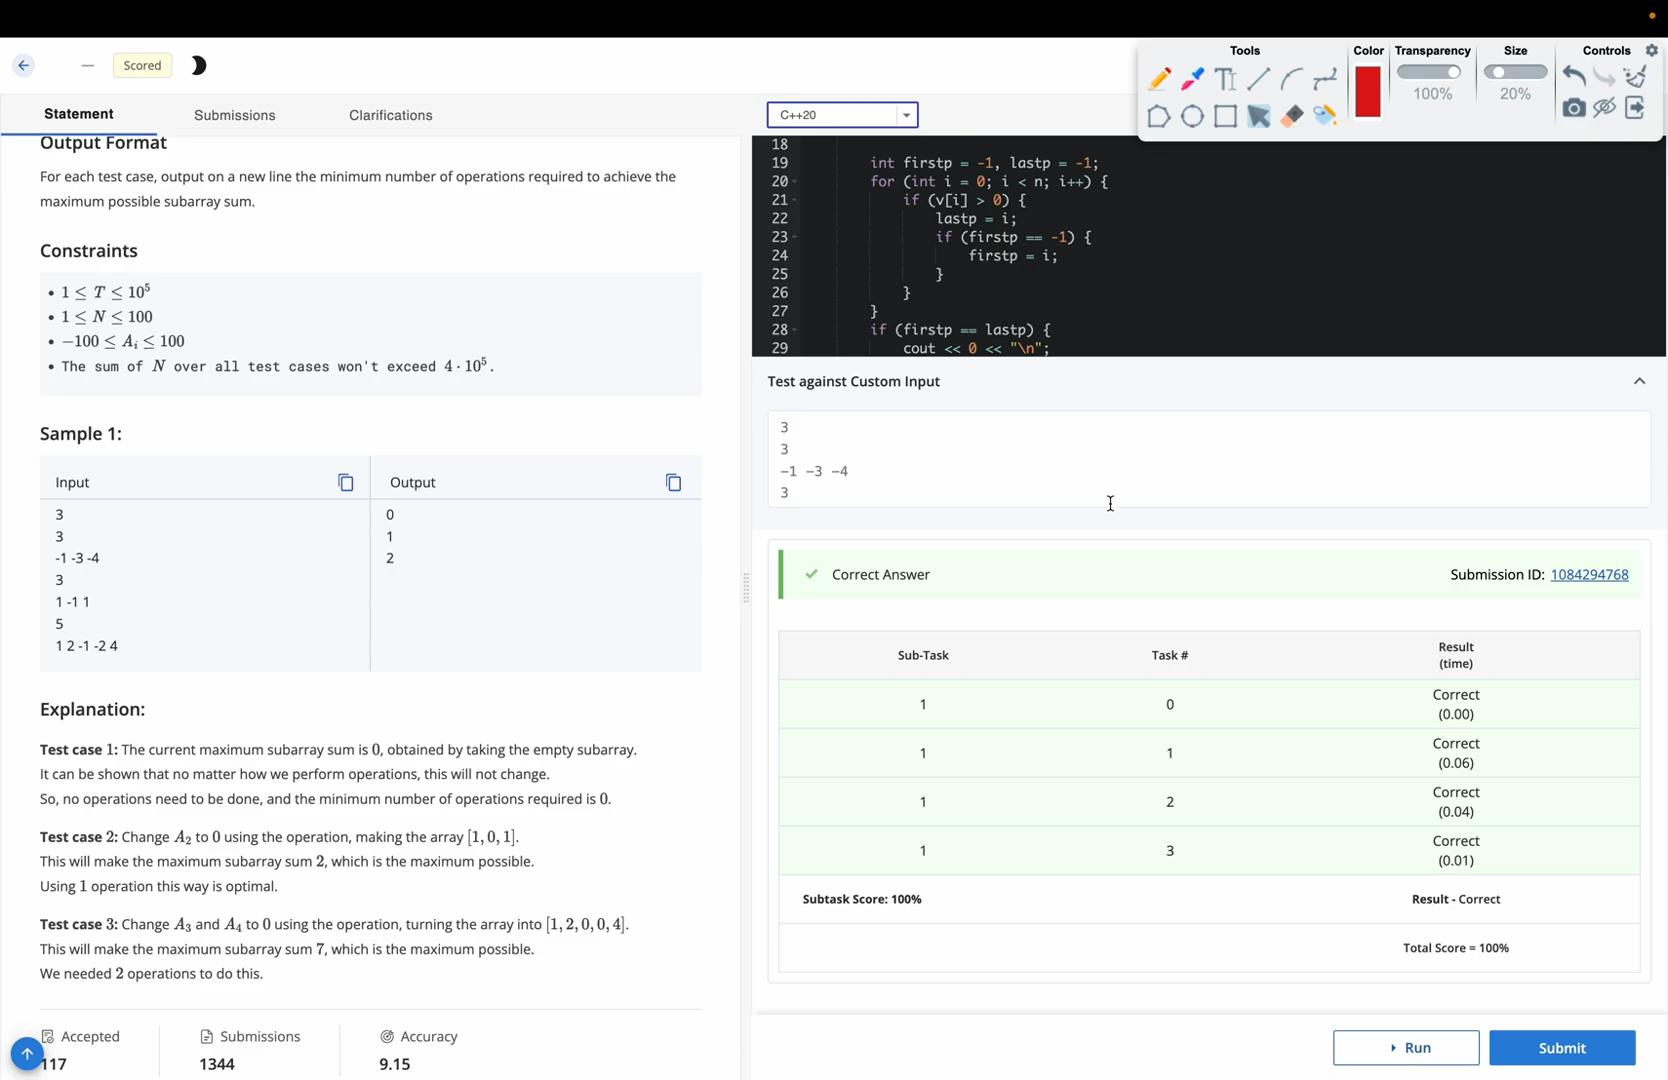 Tools
Color
Transparency
Size
Controls
100%
20%
Scored
Statement
Submissions
Clarifications
C++20
Output Format
For each test case, output on a new line the minimum number of operations required to achieve the
maximum possible subarray sum.
Constraints
• 1 ≤ T ≤ 10⁵
• 1 ≤ N ≤ 100
• −100 ≤ Aᵢ ≤ 100
• The sum of N over all test cases won't exceed 4 · 10⁵.
Sample 1:
Input
Output
3
3
-1 -3 -4
3
1 -1 1
5
1 2 -1 -2 4
0
1
2
Explanation:
Test case 1: The current maximum subarray sum is 0, obtained by taking the empty subarray.
It can be shown that no matter how we perform operations, this will not change.
So, no operations need to be done, and the minimum number of operations required is 0.
Test case 2: Change A₂ to 0 using the operation, making the array [1, 0, 1].
This will make the maximum subarray sum 2, which is the maximum possible.
Using 1 operation this way is optimal.
Test case 3: Change A₃ and A₄ to 0 using the operation, turning the array into [1, 2, 0, 0, 4].
This will make the maximum subarray sum 7, which is the maximum possible.
We needed 2 operations to do this.
Accepted
117
Submissions
1344
Accuracy
9.15
18
19 int firstp = -1, lastp = -1;
20 for (int i = 0; i < n; i++) {
21 if (v[i] > 0) {
22 lastp = i;
23 if (firstp == -1) {
24 firstp = i;
25 }
26 }
27 }
28 if (firstp == lastp) {
29 cout << 0 << "\n";
Test against Custom Input
3
3
-1 -3 -4
3
Correct Answer
Submission ID: 1084294768
Sub-Task
Task #
Result
(time)
1
0
Correct
(0.00)
1
1
Correct
(0.06)
1
2
Correct
(0.04)
1
3
Correct
(0.01)
Subtask Score: 100%
Result - Correct
Total Score = 100%
Run
Submit